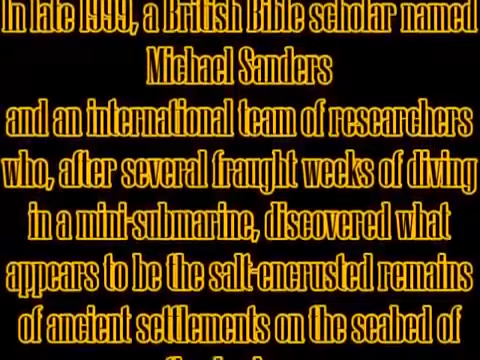 In late 1999, a British Bible scholar named
Michael Sanders
and an international team of researchers
who, after several fraught weeks of diving
in a mini-submarine, discovered what
appears to be the salt-encrusted remains
of ancient settlements on the seabed of